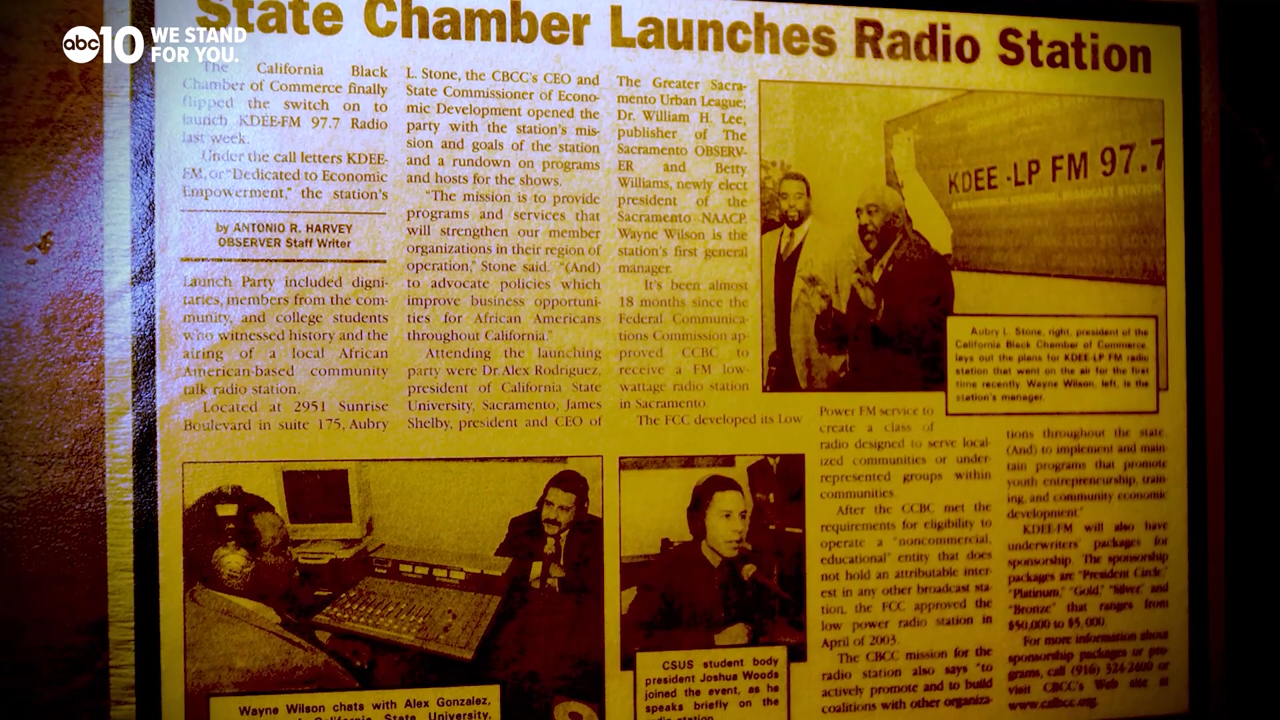 abc10 WE STAND
FOR YOU.
State Chamber Launches Radio Station
The California Black
Chamber of Commerce finally
flipped the switch on to
launch KDEE-FM 97.7 Radio
last week.
Under the call letters KDEE-
FM, or "Dedicated to Economic
Empowerment," the station's
by ANTONIO R. HARVEY
OBSERVER Staff Writer
Launch Party included digni-
taries, members from the com-
munity, and college students
who witnessed history and the
airing of a local African
American-based community
talk radio station.
Located at 2951 Sunrise
Boulevard in suite 175, Aubry
L. Stone, the CBCC's CEO and
State Commissioner of Econo-
mic Development opened the
party with the station's mis-
sion and goals of the station
and a rundown on programs
and hosts for the shows.
"The mission is to provide
programs and services that
will strengthen our member
organizations in their region of
operation," Stone said. "(And)
to advocate policies which
improve business opportuni-
ties for African Americans
throughout California."
Attending the launching
party were Dr. Alex Rodriguez,
president of California State
University, Sacramento, James
Shelby, president and CEO of
The Greater Sacra-
mento Urban League;
Dr. William H. Lee,
publisher of The
Sacramento OBSERV-
ER and Betty
Williams, newly elect
president of the
Sacramento NAACP.
Wayne Wilson is the
station's first general
manager.
It's been almost
18 months since the
Federal Communica-
tions Commission ap-
proved CCBC to
receive a FM low-
wattage radio station
in Sacramento.
The FCC developed its Low
KDEE-LP FM 97.7
Aubry L. Stone, right, president of the
California Black Chamber of Commerce,
lays out the plans for KDEE-LP FM radio
station that went on the air for the first
time recently. Wayne Wilson, left, is the
station's manager.
Power FM service to
create a class of
radio designed to serve local-
ized communities or under-
represented groups within
communities.
After the CCBC met the
requirements for eligibility to
operate a "noncommercial,
educational" entity that does
not hold an attributable inter-
est in any other broadcast sta-
tion, the FCC approved the
low power radio station in
April of 2003.
The CBCC mission for the
radio station also says "to
actively promote and to build
coalitions with other organiza-
tions throughout the state.
(And) to implement and main-
tain programs that promote
youth entrepreneurship, train-
ing, and community economic
development."
KDEE-FM will also have
underwriters' packages for
sponsorship. The sponsorship
packages are "President Circle,"
"Platinum," "Gold," "Silver," and
"Bronze" that ranges from
$50,000 to $5,000.
For more information about
sponsorship packages or pro-
grams, call (916) 324-2400 or
visit CBCC's Web site at
www.calbcc.org.
Wayne Wilson chats with Alex Gonzalez,
California State University,
CSUS student body
president Joshua Woods
joined the event, as he
speaks briefly on the
radio station.